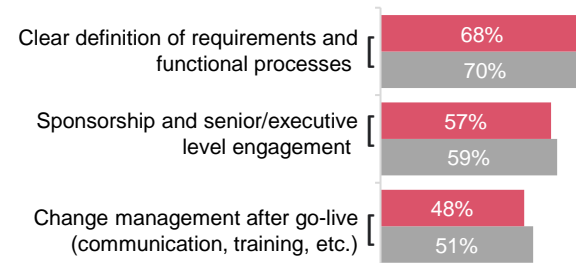 Clear definition of requirements and
functional processes
68%
70%
Sponsorship and senior/executive
level engagement
57%
59%
Change management after go-live
(communication, training, etc.)
48%
51%